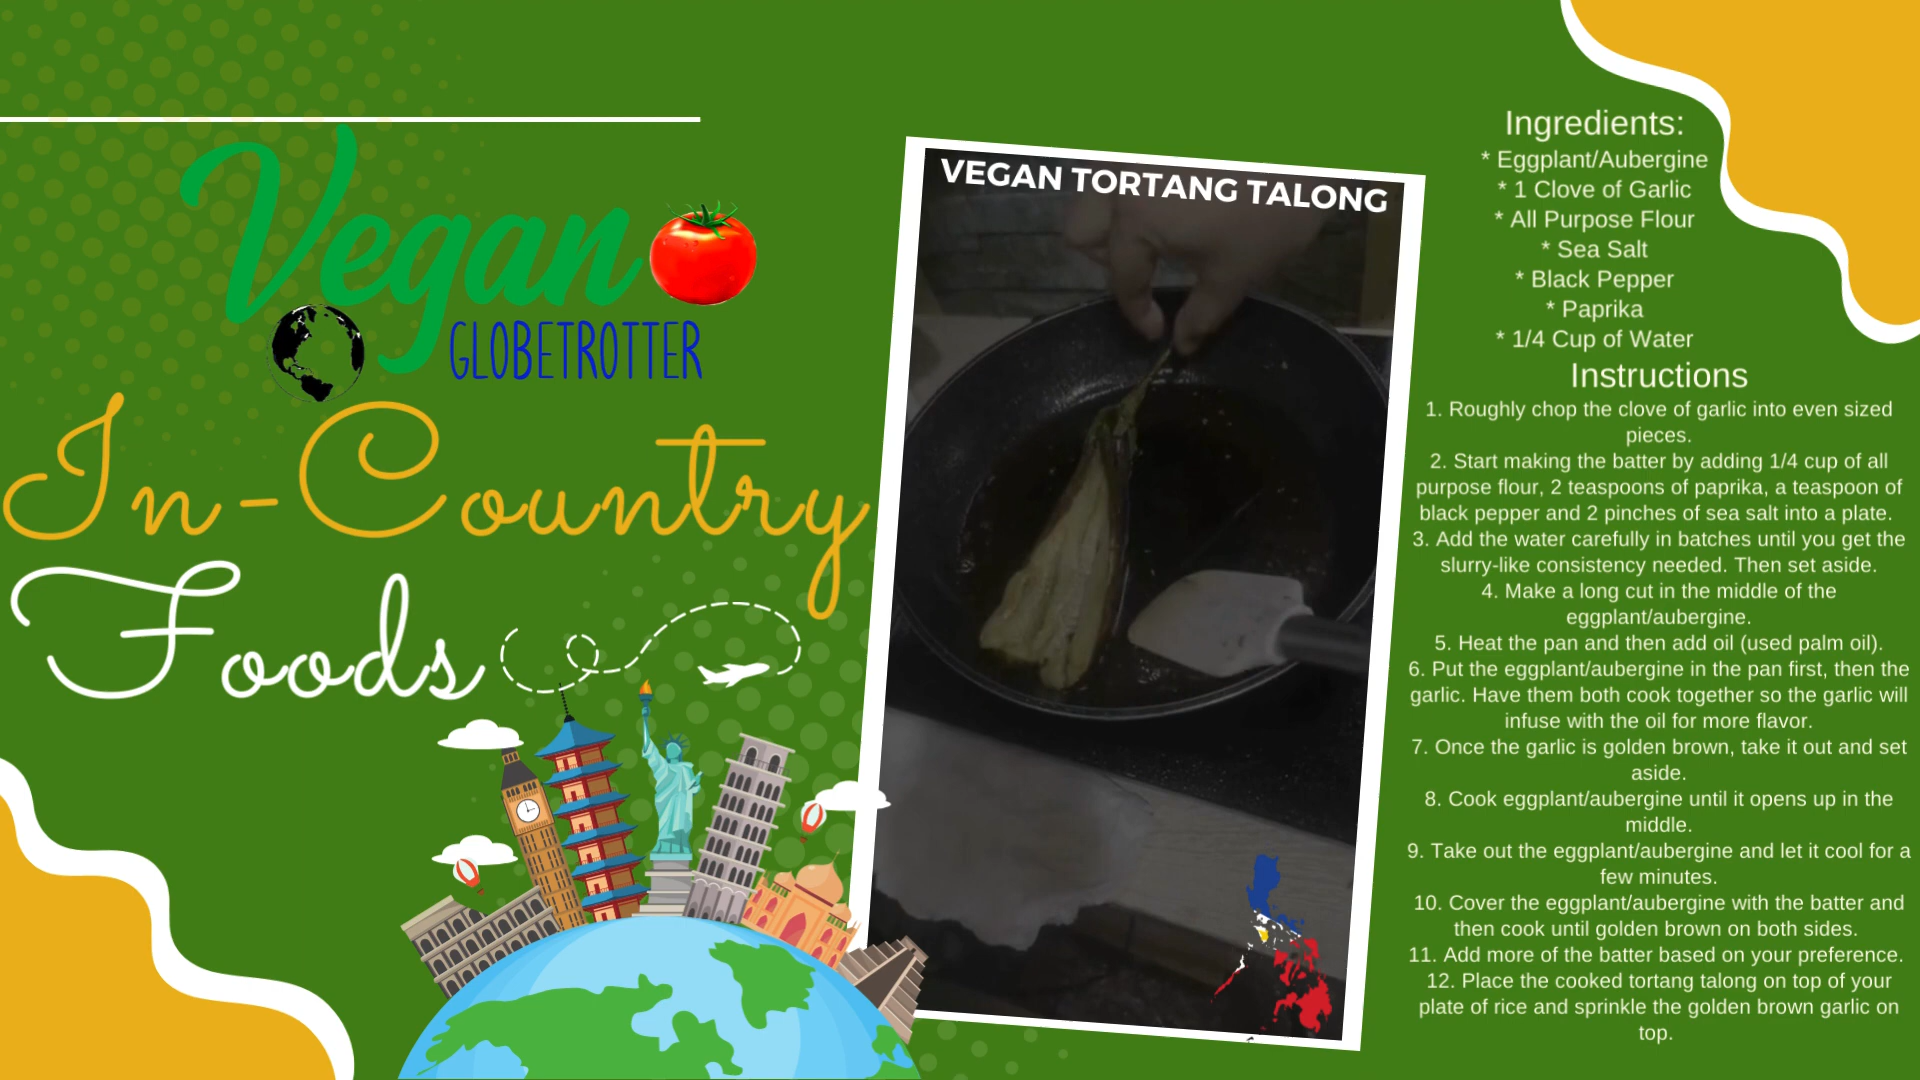 Vegan
GLOBETROTTER
In-Country
Foods
VEGAN TORTANG TALONG
Ingredients:
* Eggplant/Aubergine
* 1 Clove of Garlic
* All Purpose Flour
* Sea Salt
* Black Pepper
* Paprika
* 1/4 Cup of Water
Instructions
1. Roughly chop the clove of garlic into even sized
pieces.
2. Start making the batter by adding 1/4 cup of all
purpose flour, 2 teaspoons of paprika, a teaspoon of
black pepper and 2 pinches of sea salt into a plate.
3. Add the water carefully in batches until you get the
slurry-like consistency needed. Then set aside.
4. Make a long cut in the middle of the
eggplant/aubergine.
5. Heat the pan and then add oil (used palm oil).
6. Put the eggplant/aubergine in the pan first, then the
garlic. Have them both cook together so the garlic will
infuse with the oil for more flavor.
7. Once the garlic is golden brown, take it out and set
aside.
8. Cook eggplant/aubergine until it opens up in the
middle.
9. Take out the eggplant/aubergine and let it cool for a
few minutes.
10. Cover the eggplant/aubergine with the batter and
then cook until golden brown on both sides.
11. Add more of the batter based on your preference.
12. Place the cooked tortang talong on top of your
plate of rice and sprinkle the golden brown garlic on
top.